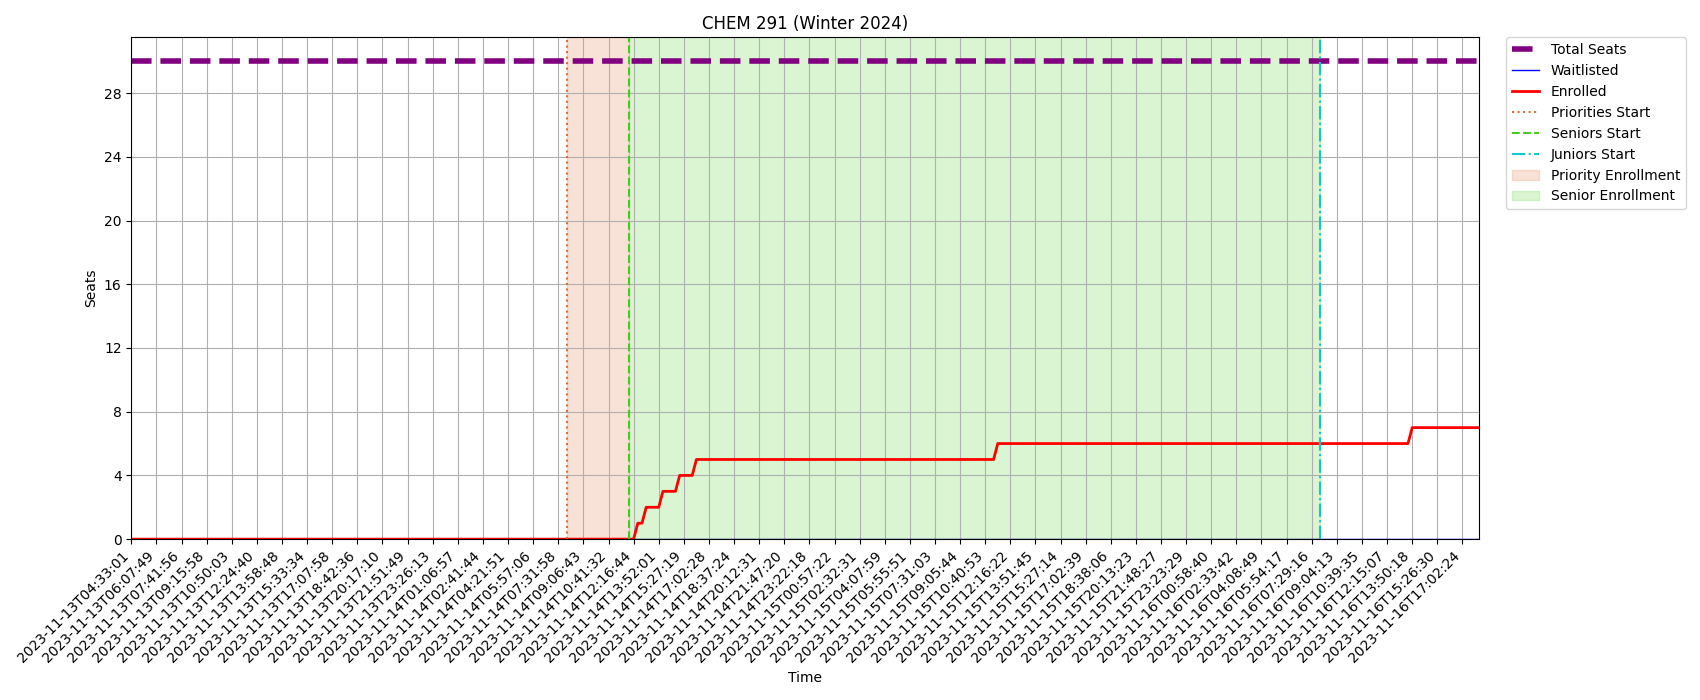 CHEM 291 (Winter 2024)
Total Seats
Waitlisted
Enrolled
Priorities Start
Seniors Start
Juniors Start
Priority Enrollment
Senior Enrollment
Seats
28
24
20
16
12
8
4
0
2023-11-13T04:33:01
2023-11-13T06:07:49
2023-11-13T07:41:56
2023-11-13T09:15:58
2023-11-13T10:50:03
2023-11-13T12:24:40
2023-11-13T13:58:48
2023-11-13T15:33:34
2023-11-13T17:07:58
2023-11-13T18:42:36
2023-11-13T20:17:10
2023-11-13T21:51:49
2023-11-13T23:26:13
2023-11-14T01:06:57
2023-11-14T02:41:44
2023-11-14T04:21:51
2023-11-14T05:57:06
2023-11-14T07:31:58
2023-11-14T09:06:43
2023-11-14T10:41:32
2023-11-14T12:16:44
2023-11-14T13:52:01
2023-11-14T15:27:19
2023-11-14T17:02:28
2023-11-14T18:37:24
2023-11-14T20:12:31
2023-11-14T21:47:20
2023-11-14T23:22:18
2023-11-15T00:57:22
2023-11-15T02:32:31
2023-11-15T04:07:59
2023-11-15T05:55:51
2023-11-15T07:31:03
2023-11-15T09:05:44
2023-11-15T10:40:53
2023-11-15T12:16:22
2023-11-15T13:51:45
2023-11-15T15:27:14
2023-11-15T17:02:39
2023-11-15T18:38:06
2023-11-15T20:13:23
2023-11-15T21:48:27
2023-11-15T23:23:29
2023-11-16T00:58:40
2023-11-16T02:33:42
2023-11-16T04:08:49
2023-11-16T05:54:17
2023-11-16T07:29:16
2023-11-16T09:04:13
2023-11-16T10:39:35
2023-11-16T12:15:07
2023-11-16T13:50:18
2023-11-16T15:26:30
2023-11-16T17:02:24
Time